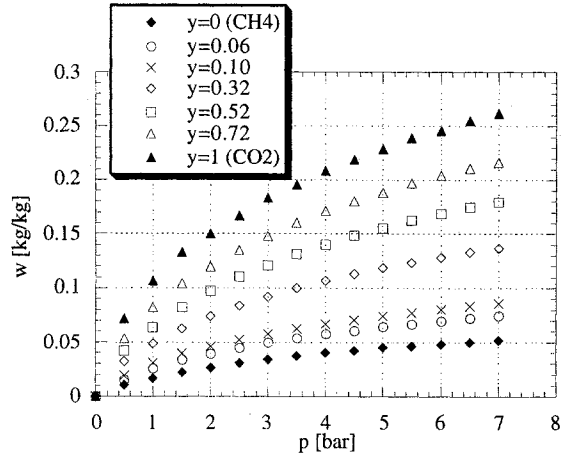 y=0 (CH4)
y=0.06
y=0.10
y=0.32
y=0.52
y=0.72
y=1 (CO2)
0.3
0.25
0.2
0.15
0.1
0.05
0
w [kg/kg]
0 1 2 3 4 5 6 7 8
p [bar]